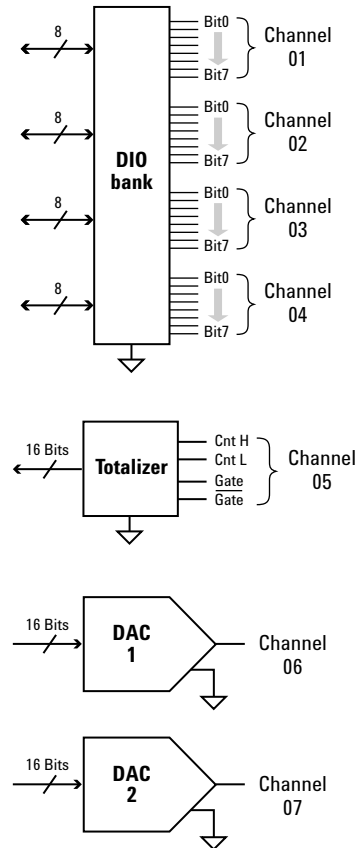 8
Bit0
Bit7
Channel
01
8
Bit0
Bit7
Channel
02
DIO
bank
8
Bit0
Bit7
Channel
03
8
Bit0
Bit7
Channel
04
16 Bits
Totalizer
Cnt H
Cnt L
Gate
Gate
Channel
05
16 Bits
DAC
1
Channel
06
16 Bits
DAC
2
Channel
07